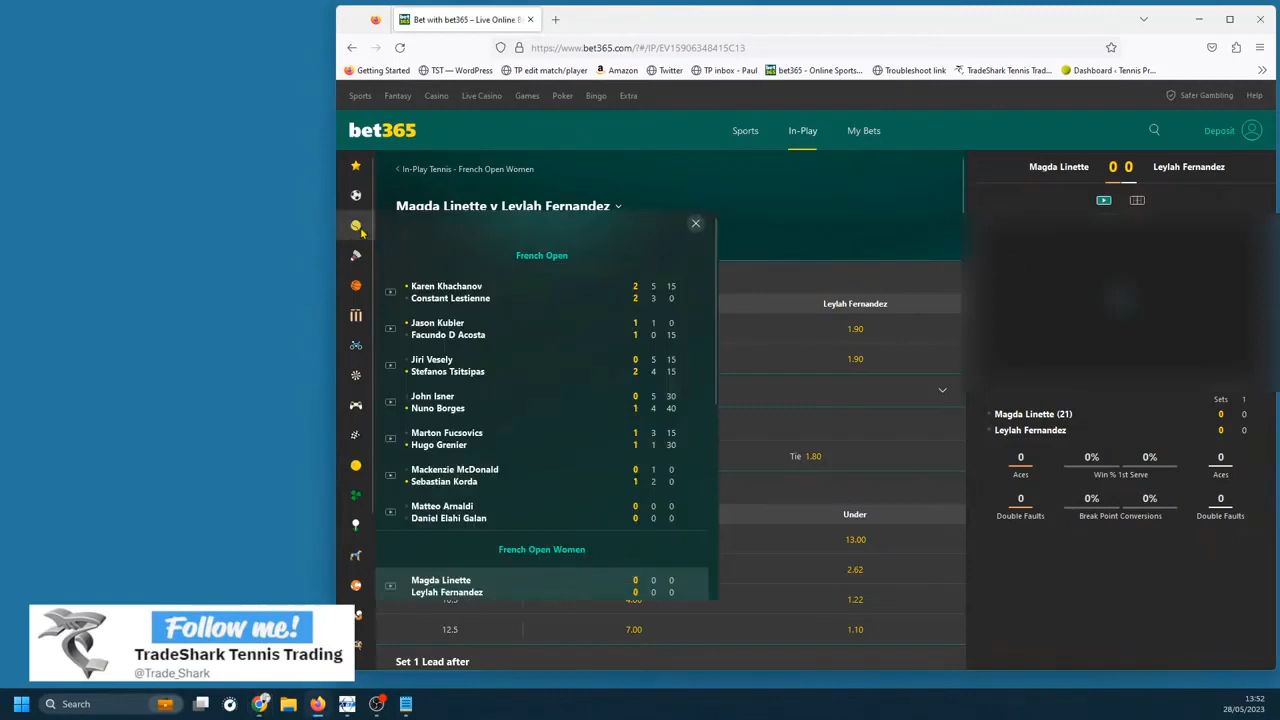 Bet with bet365 – Live Online B
https://www.bet365.com/?#/IP/EV15906348415C13
Getting Started
TST — WordPress
TP edit match/player
Amazon
Twitter
TP inbox - Paul
bet365 - Online Sports...
Troubleshoot link
TradeShark Tennis Trad...
Dashboard ‹ Tennis Pr...
Sports Fantasy Casino Live Casino Games Poker Bingo Extra
Safer Gambling Help
bet365
Sports In-Play My Bets
Deposit
In-Play Tennis - French Open Women
Magda Linette v Leylah Fernandez
Magda Linette 0 0 Leylah Fernandez
French Open
Karen Khachanov 2 5 15
Constant Lestienne 2 3 0
Jason Kubler 1 1 0
Facundo D Acosta 1 0 15
Jiri Vesely 0 5 15
Stefanos Tsitsipas 2 4 15
John Isner 0 5 30
Nuno Borges 1 4 40
Marton Fucsovics 1 3 15
Hugo Grenier 1 1 30
Mackenzie McDonald 0 1 0
Sebastian Korda 1 2 0
Matteo Arnaldi 0 0 0
Daniel Elahi Galan 0 0 0
French Open Women
Magda Linette 0 0 0
Leylah Fernandez 0 0 0
Leylah Fernandez
1.90
1.90
Tie 1.80
Under
13.00
2.62
1.22
12.5 7.00 1.10
Set 1 Lead after
Sets 1
Magda Linette (21) 0 0
Leylah Fernandez 0 0
0 0% 0% 0
Aces Win % 1st Serve Aces
0 0% 0% 0
Double Faults Break Point Conversions Double Faults
Follow me!
TradeShark Tennis Trading
@Trade_Shark
Search
13:52
28/05/2023